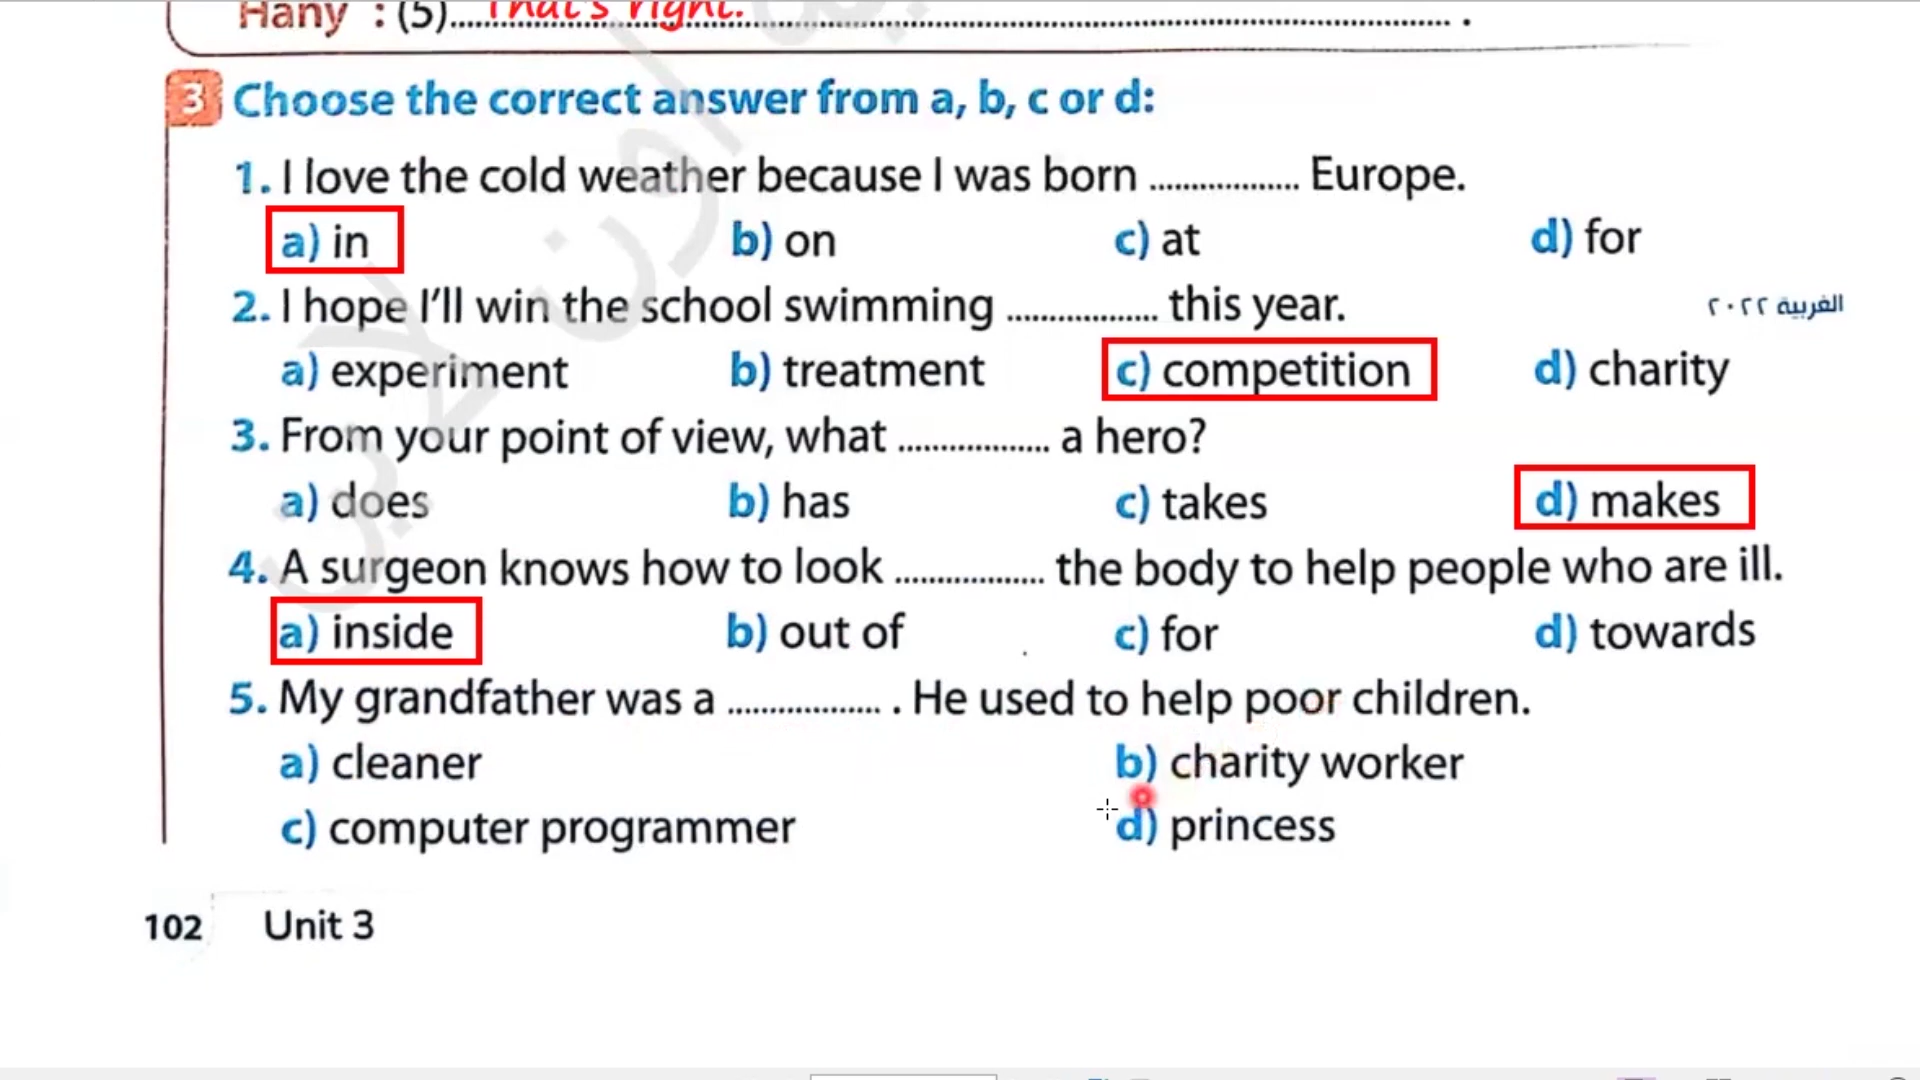 Hany : (5)... That's right. ... .
3 Choose the correct answer from a, b, c or d:
1. I love the cold weather because I was born ............... Europe.
a) in b) on c) at d) for
2. I hope I'll win the school swimming ............... this year. الغربية ٢٠٢٢
a) experiment b) treatment c) competition d) charity
3. From your point of view, what ............... a hero?
a) does b) has c) takes d) makes
4. A surgeon knows how to look ............... the body to help people who are ill.
a) inside b) out of c) for d) towards
5. My grandfather was a ............... . He used to help poor children.
a) cleaner b) charity worker
c) computer programmer d) princess
102 Unit 3